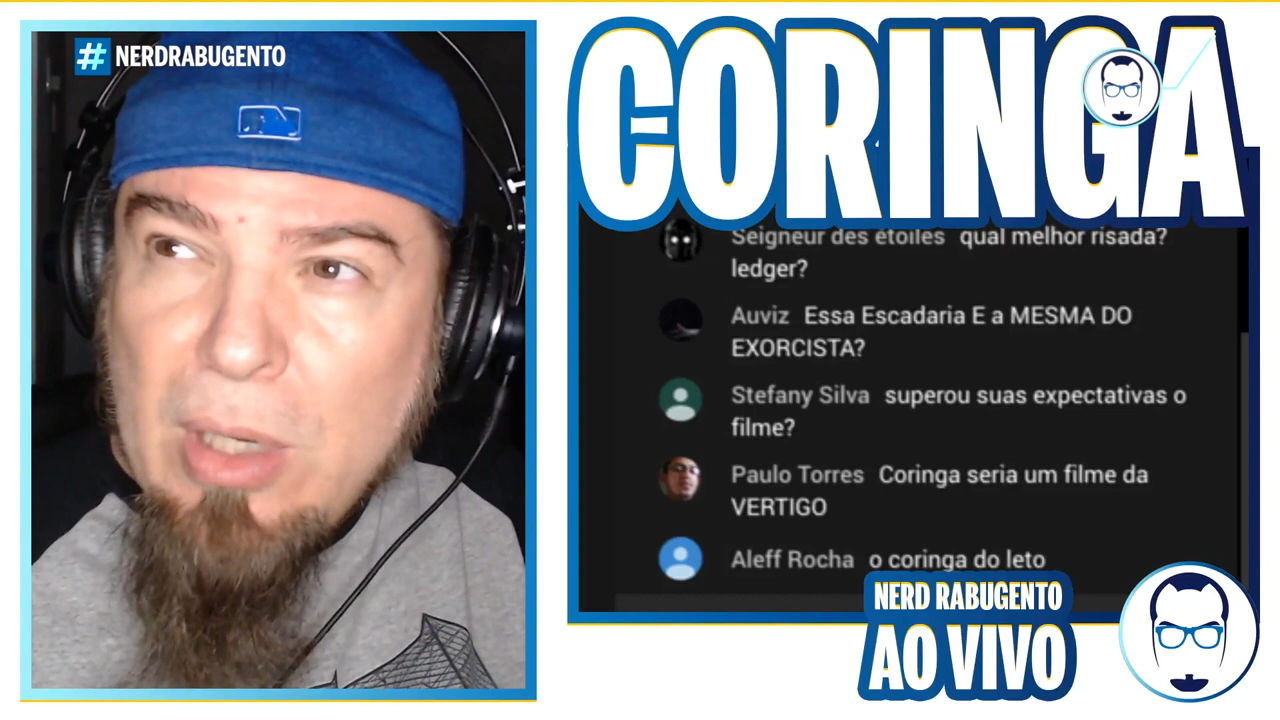 #NERDRABUGENTO
CORINGA
Seigneur des étoiles qual melhor risada?
ledger?
Auviz Essa Escadaria E a MESMA DO
EXORCISTA?
Stefany Silva superou suas expectativas o
filme?
Paulo Torres Coringa seria um filme da
VERTIGO
Aleff Rocha o coringa do leto
NERD RABUGENTO
AO VIVO